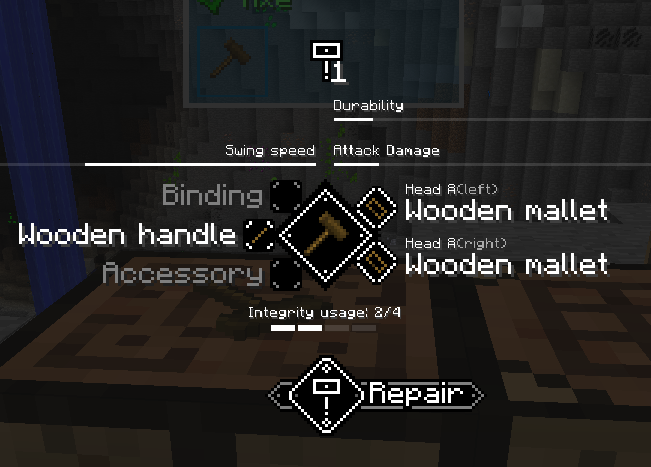 1
Durability
Swing speed
Attack Damage
Binding
Head A(left)
Wooden mallet
Wooden handle
Head A(right)
Wooden mallet
Accessory
Integrity usage: 2/4
Repair